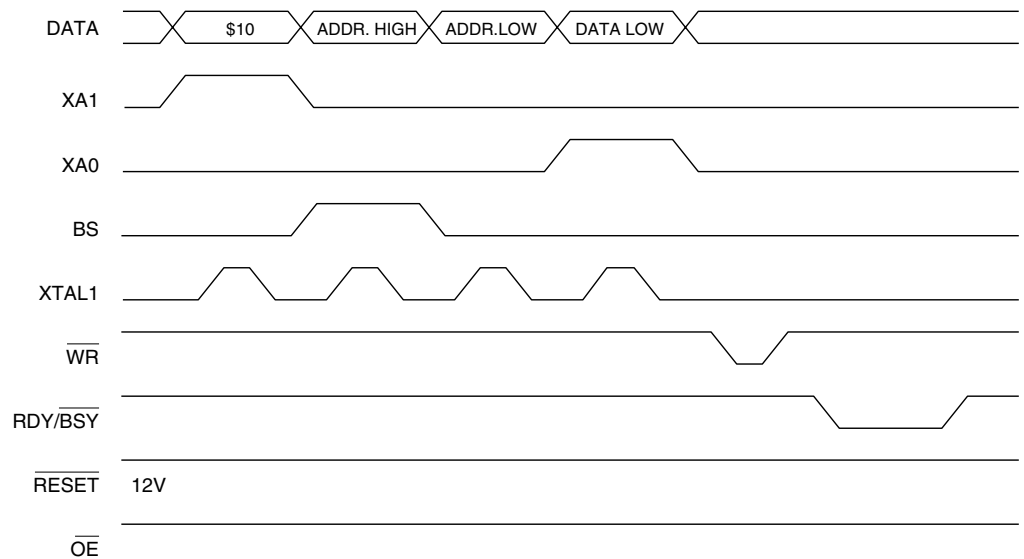 DATA $10 ADDR. HIGH ADDR.LOW DATA LOW
XA1
XA0
BS
XTAL1
WR
RDY/BSY
RESET 12V
OE